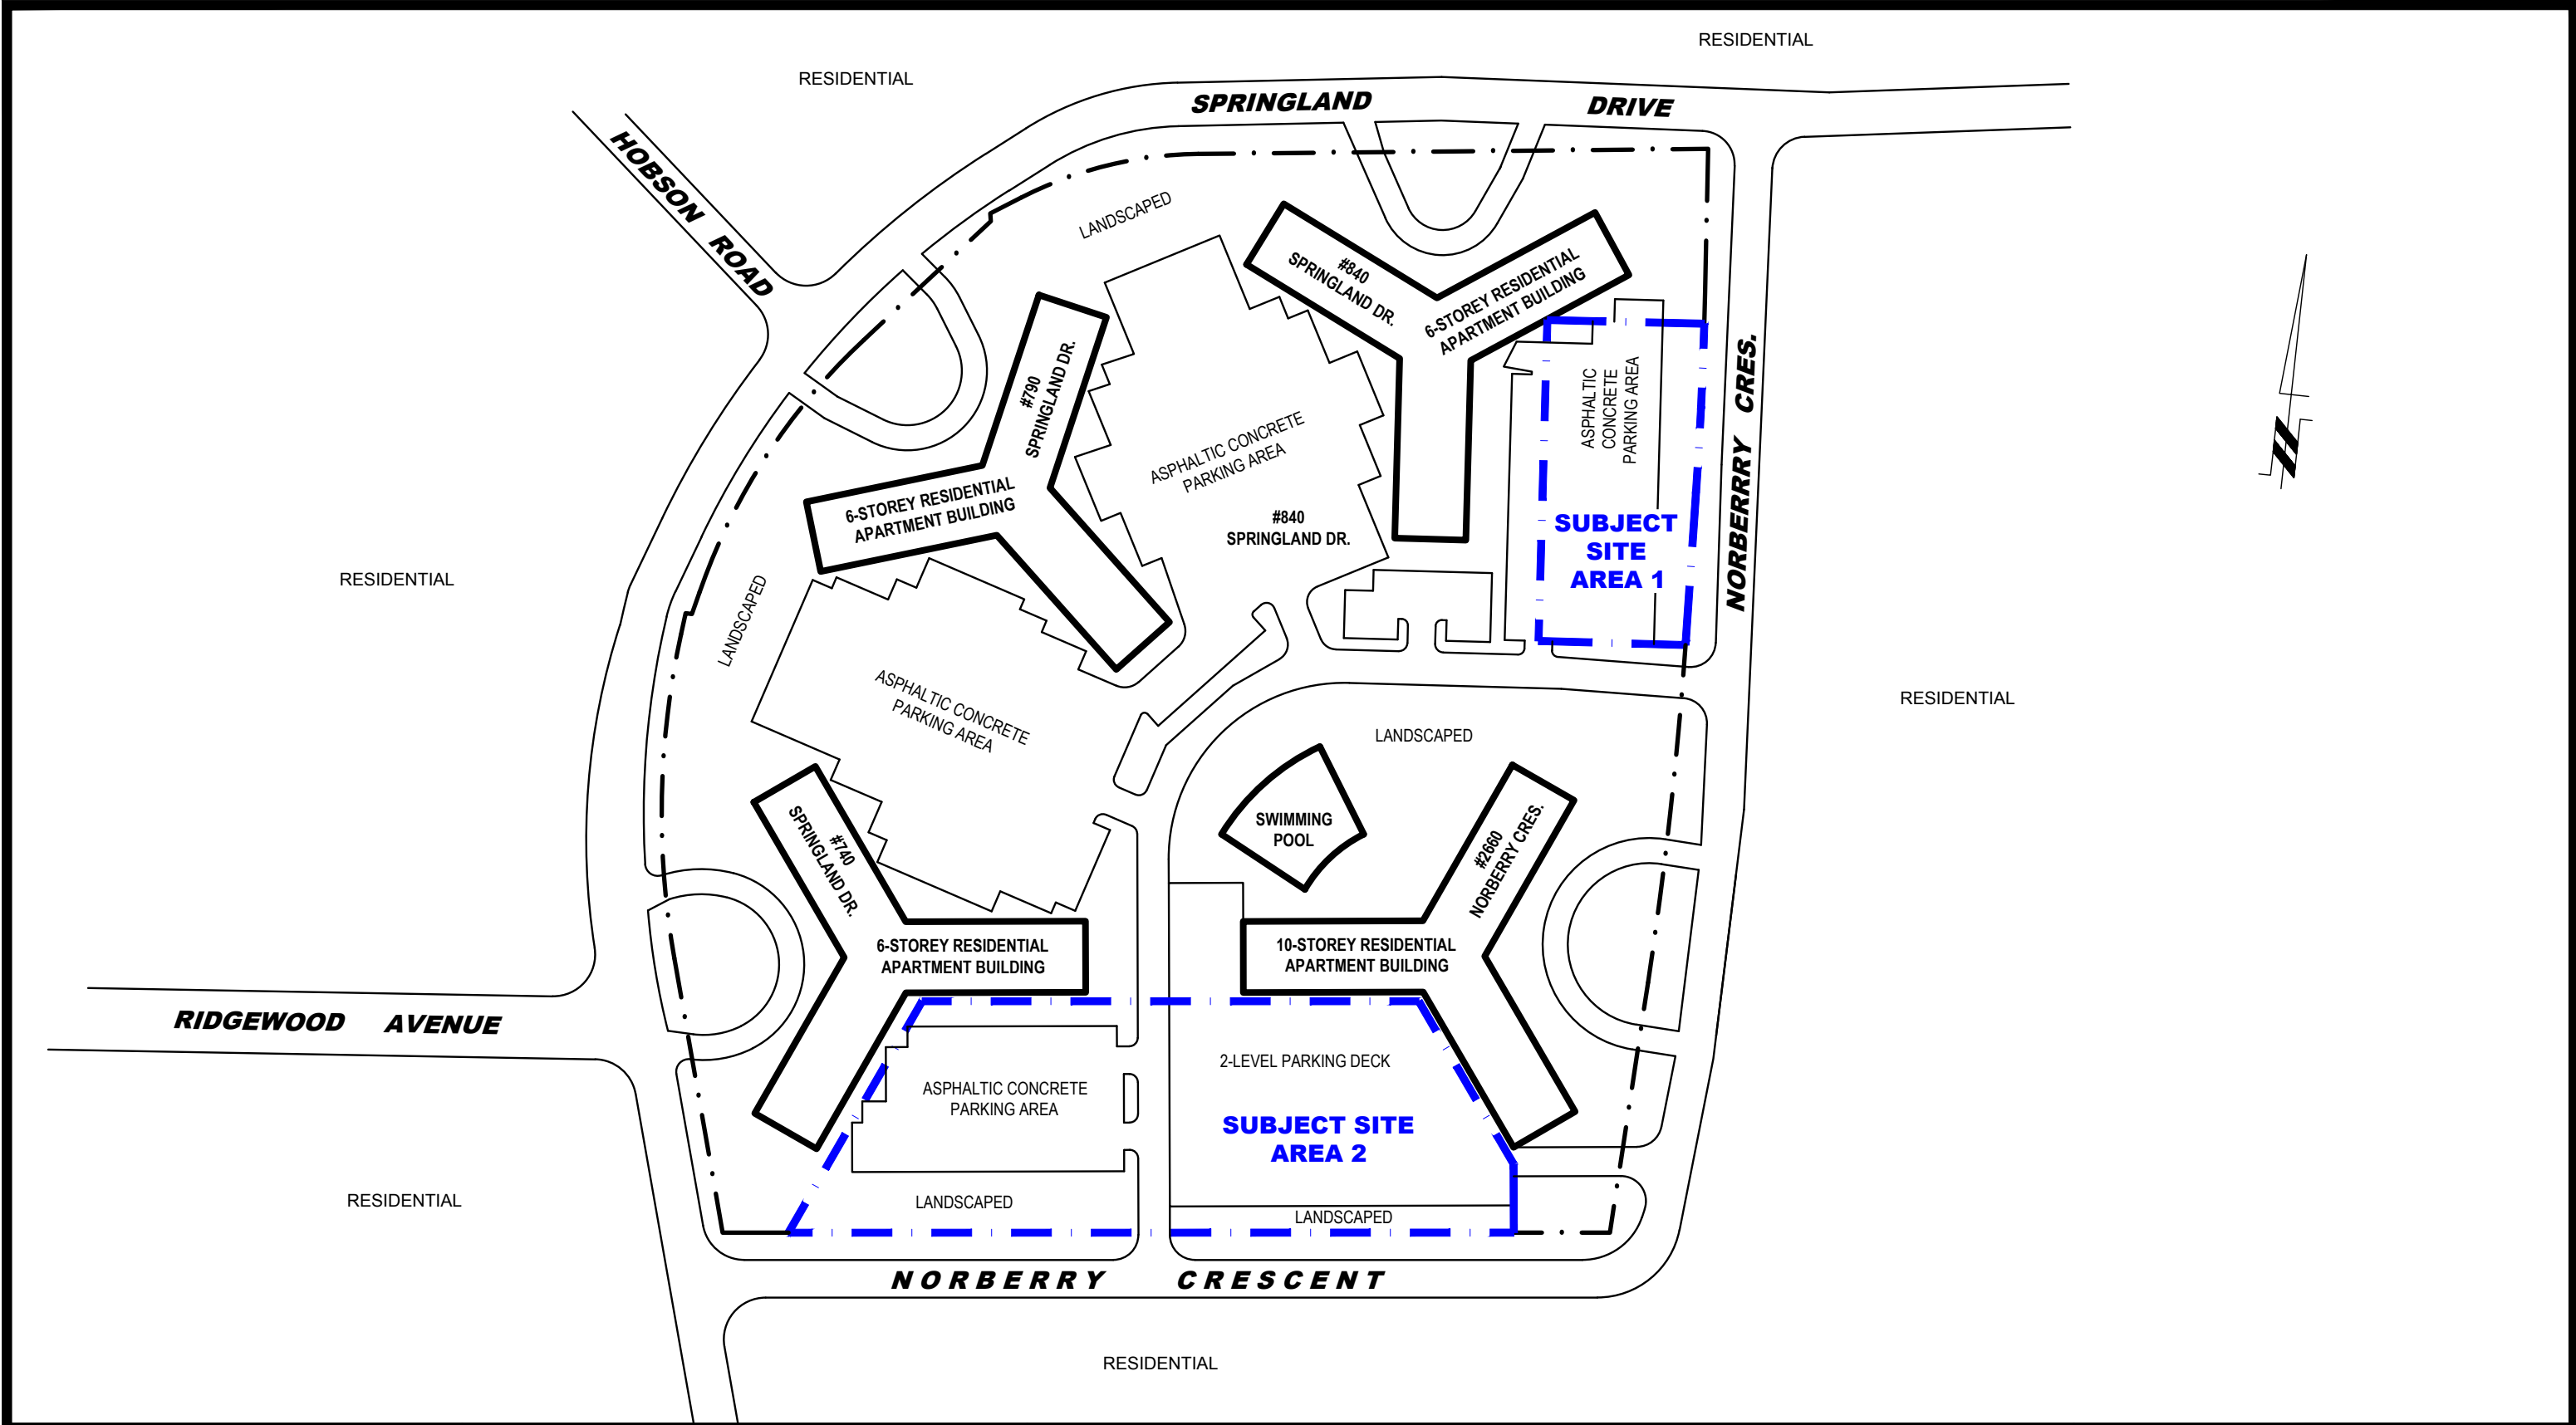 RESIDENTIAL
RESIDENTIAL
SPRINGLAND DRIVE
HOBSON ROAD
LANDSCAPED
#840
SPRINGLAND DR.
6-STOREY RESIDENTIAL
APARTMENT BUILDING
#790
SPRINGLAND DR.
6-STOREY RESIDENTIAL
APARTMENT BUILDING
ASPHALTIC CONCRETE
PARKING AREA
#840
SPRINGLAND DR.
ASPHALTIC
CONCRETE
PARKING AREA
SUBJECT
SITE
AREA 1
NORBERRY CRES.
RESIDENTIAL
LANDSCAPED
ASPHALTIC CONCRETE
PARKING AREA
RESIDENTIAL
LANDSCAPED
SWIMMING
POOL
#740
SPRINGLAND DR.
6-STOREY RESIDENTIAL
APARTMENT BUILDING
#2660
NORBERRY CRES.
10-STOREY RESIDENTIAL
APARTMENT BUILDING
RIDGEWOOD AVENUE
ASPHALTIC CONCRETE
PARKING AREA
2-LEVEL PARKING DECK
SUBJECT SITE
AREA 2
RESIDENTIAL
LANDSCAPED
LANDSCAPED
NORBERRY CRESCENT
RESIDENTIAL